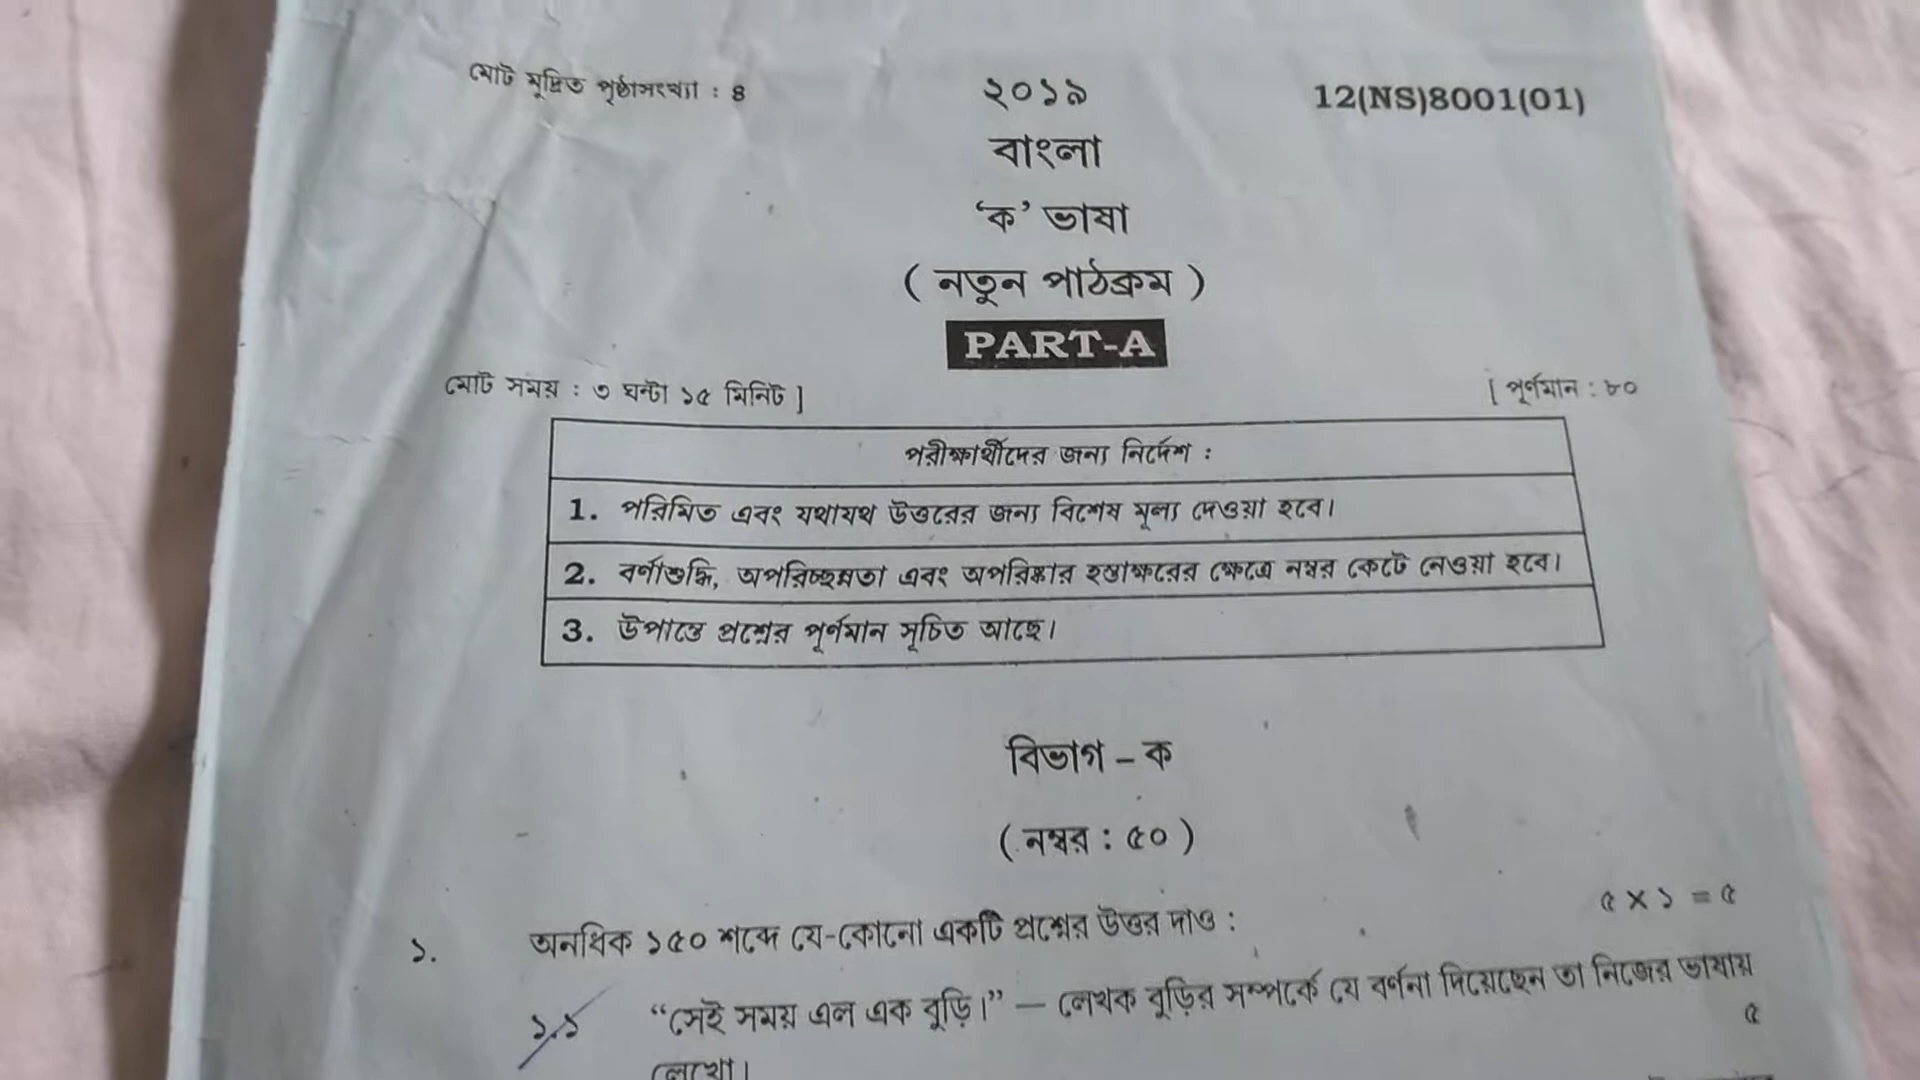 মোট মুদ্রিত পৃষ্ঠাসংখ্যা : 8
২০১৯
12(NS)8001(01)
বাংলা
‘ক’ ভাষা
( নতুন পাঠক্রম )
PART-A
মোট সময় : ৩ ঘন্টা ১৫ মিনিট ]
[ পূর্ণমান : ৮০
পরীক্ষার্থীদের জন্য নির্দেশ :
1. পরিমিত এবং যথাযথ উত্তরের জন্য বিশেষ মূল্য দেওয়া হবে।
2. বর্ণাশুদ্ধি, অপরিচ্ছন্নতা এবং অপরিষ্কার হস্তাক্ষরের ক্ষেত্রে নম্বর কেটে নেওয়া হবে।
3. উপান্তে প্রশ্নের পূর্ণমান সূচিত আছে।
বিভাগ – ক
( নম্বর : ৫০ )
১. অনধিক ১৫০ শব্দে যে-কোনো একটি প্রশ্নের উত্তর দাও : ৫ × ১ = ৫
১.১ “সেই সময় এল এক বুড়ি।” — লেখক বুড়ির সম্পর্কে যে বর্ণনা দিয়েছেন তা নিজের ভাষায়
লেখো। ৫